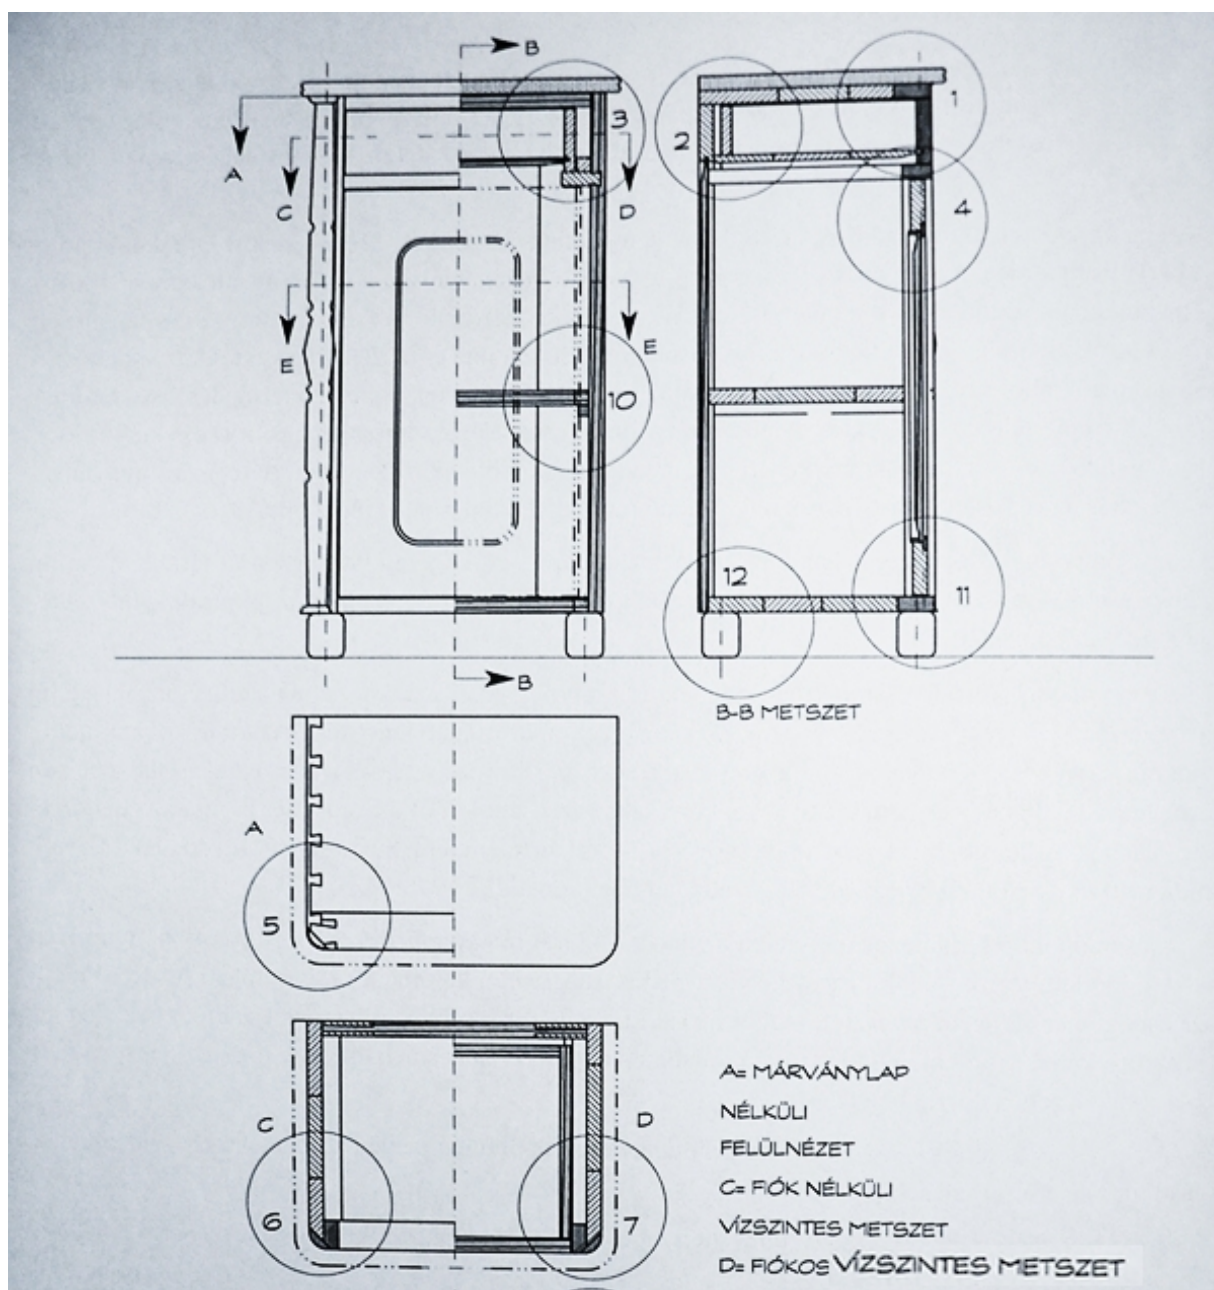 B
3
1
2
A
C
D
4
E
E
10
12
11
B
B-B METSZET
A
5
C
D
6
7
A= MÁRVÁNYLAP
NÉLKÜLI
FELÜLNÉZET
C= FIÓK NÉLKÜLI
VÍZSZINTES METSZET
D= FIÓKOS VÍZSZINTES METSZET